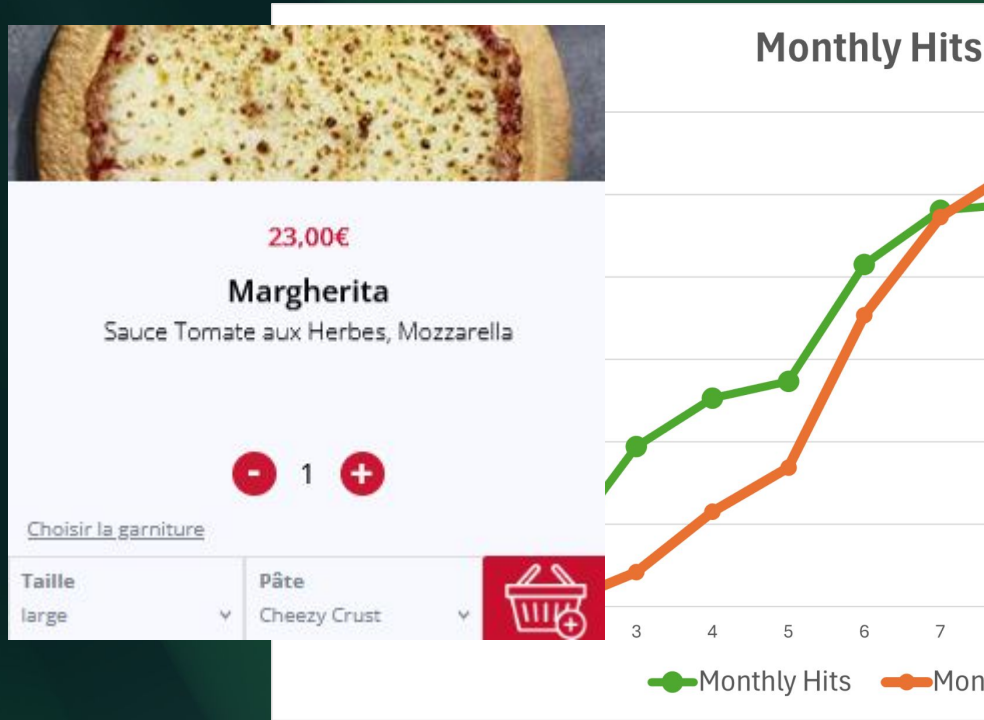 Monthly Hits
23,00€
Margherita
Sauce Tomate aux Herbes, Mozzarella
- 1 +
Choisir la garniture
Taille
large
Pâte
Cheezy Crust
3 4 5 6 7
Monthly Hits Mon